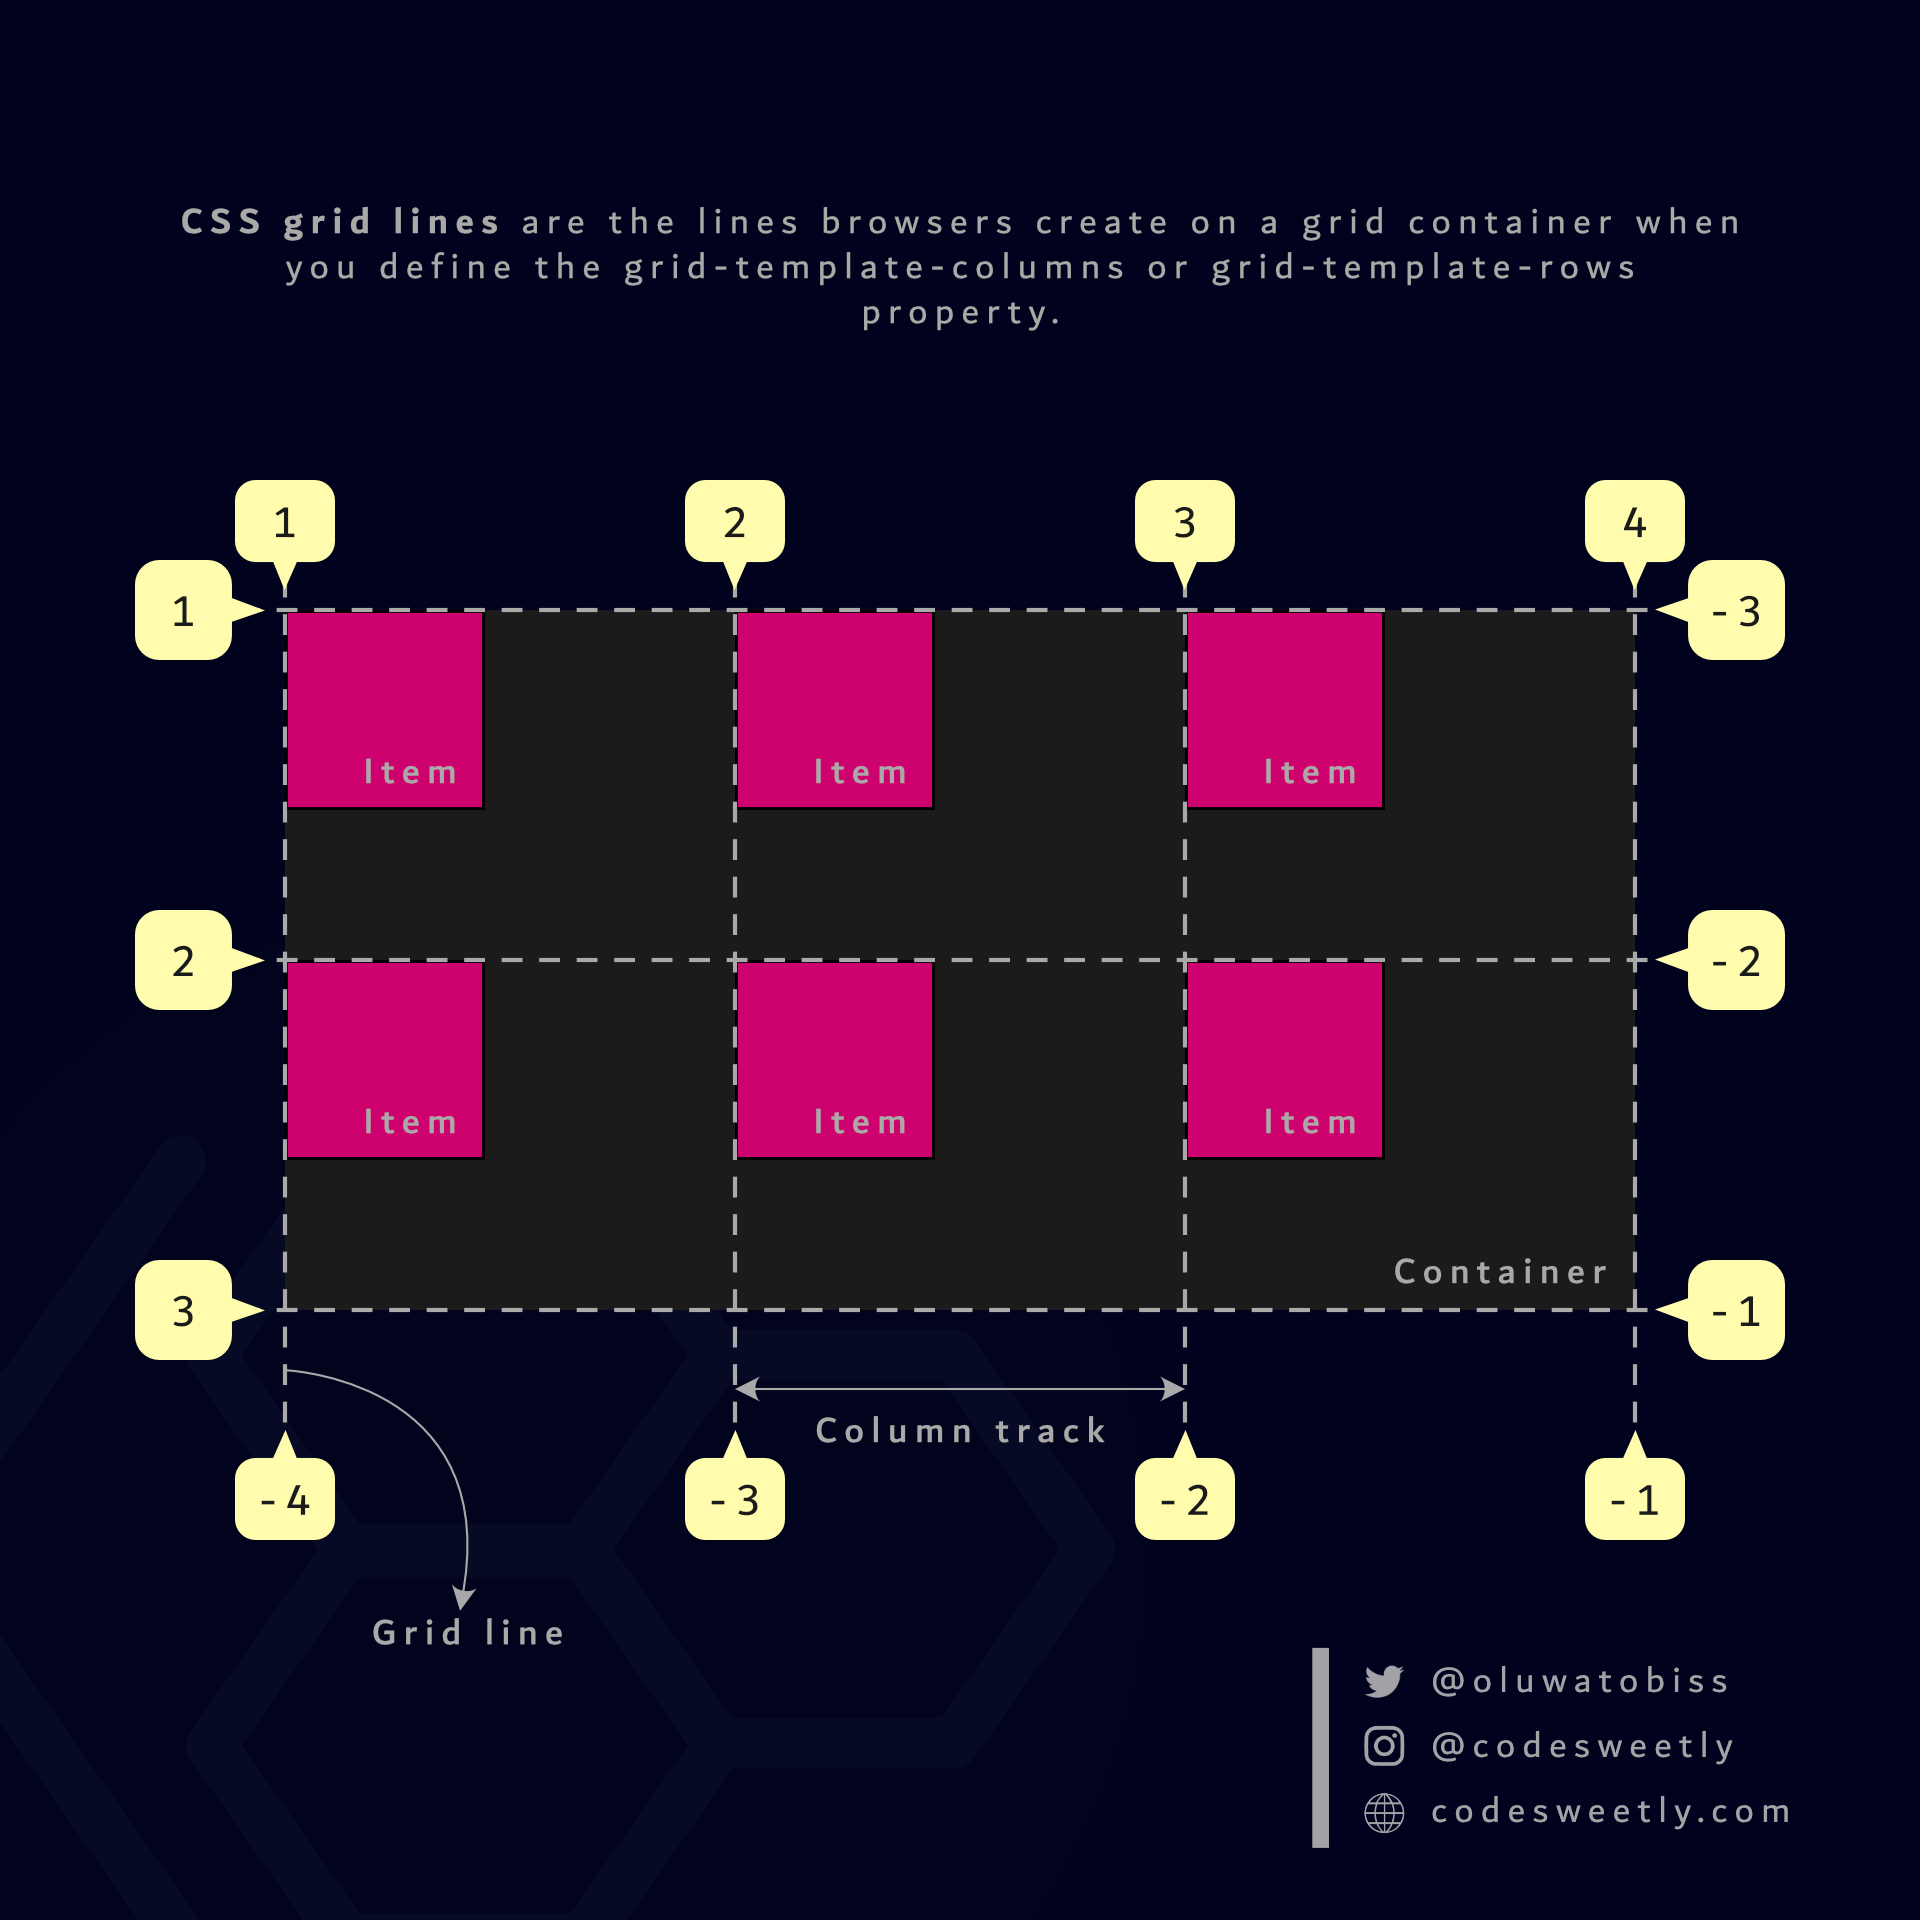 CSS grid lines are the lines browsers create on a grid container when
you define the grid-template-columns or grid-template-rows
property.
1
2
3
4
1
-3
Item
Item
Item
2
-2
Item
Item
Item
Container
3
-1
Column track
-4
-3
-2
-1
Grid line
@oluwatobiss
@codesweetly
codesweetly.com